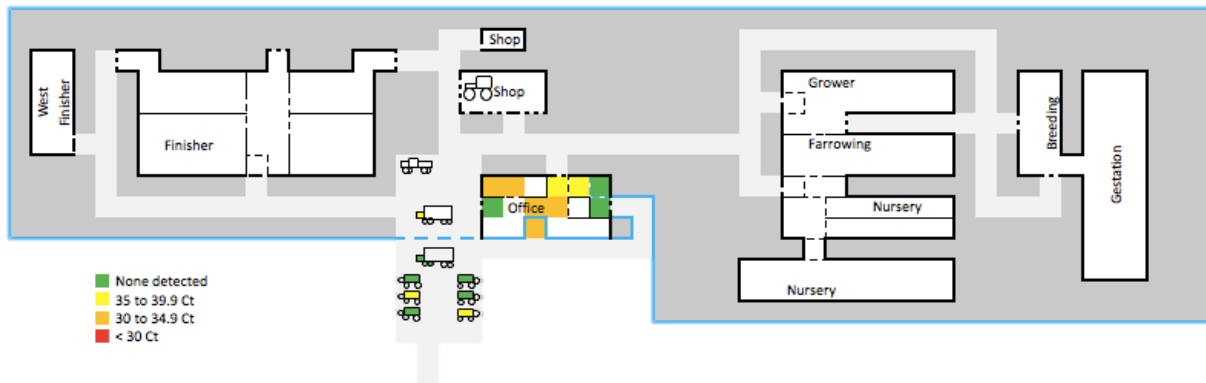 Shop
West
Finisher
Shop
Grower
Finisher
Farrowing
Breeding
Gestation
Office
Nursery
None detected
35 to 39.9 Ct
30 to 34.9 Ct
< 30 Ct
Nursery